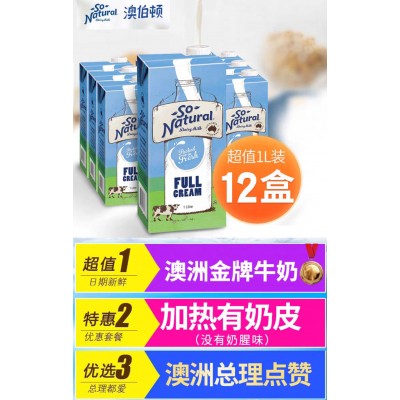 So
Natural
澳伯顿
So
Natural
Dairy Milk
FULL
CREAM
1 Litre
超值1L装
12盒
超值1
日期新鲜
澳洲金牌牛奶
特惠2
优惠套餐
加热有奶皮
(没有奶腥味)
优选3
总理都爱
澳洲总理点赞